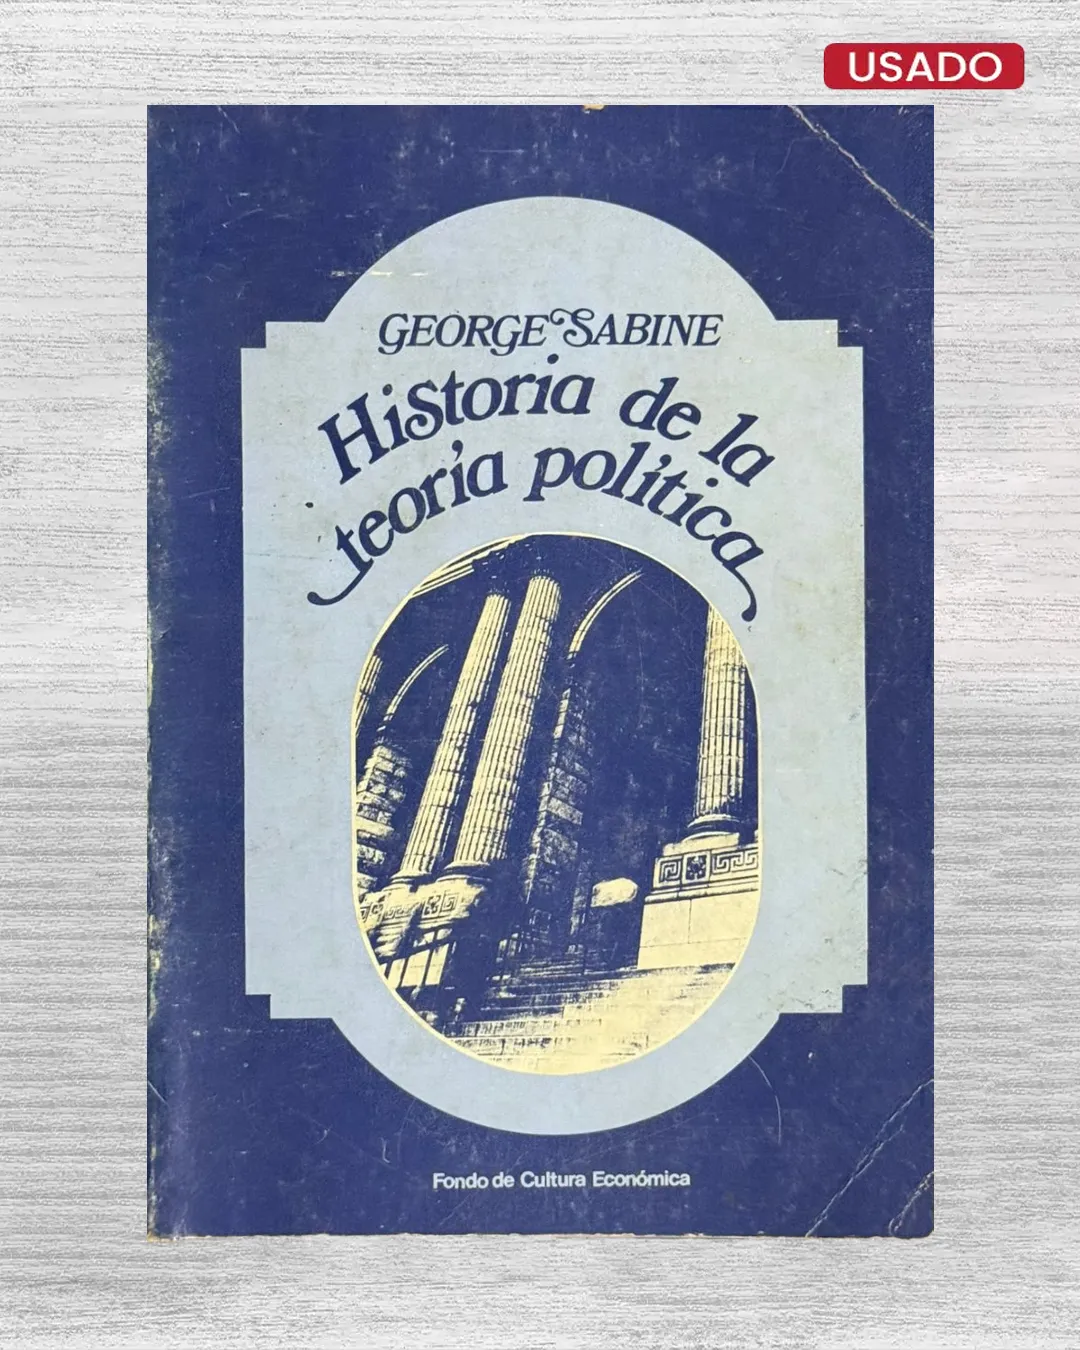 USADO
GEORGE SABINE
Historia de la
teoría política
Fondo de Cultura Económica